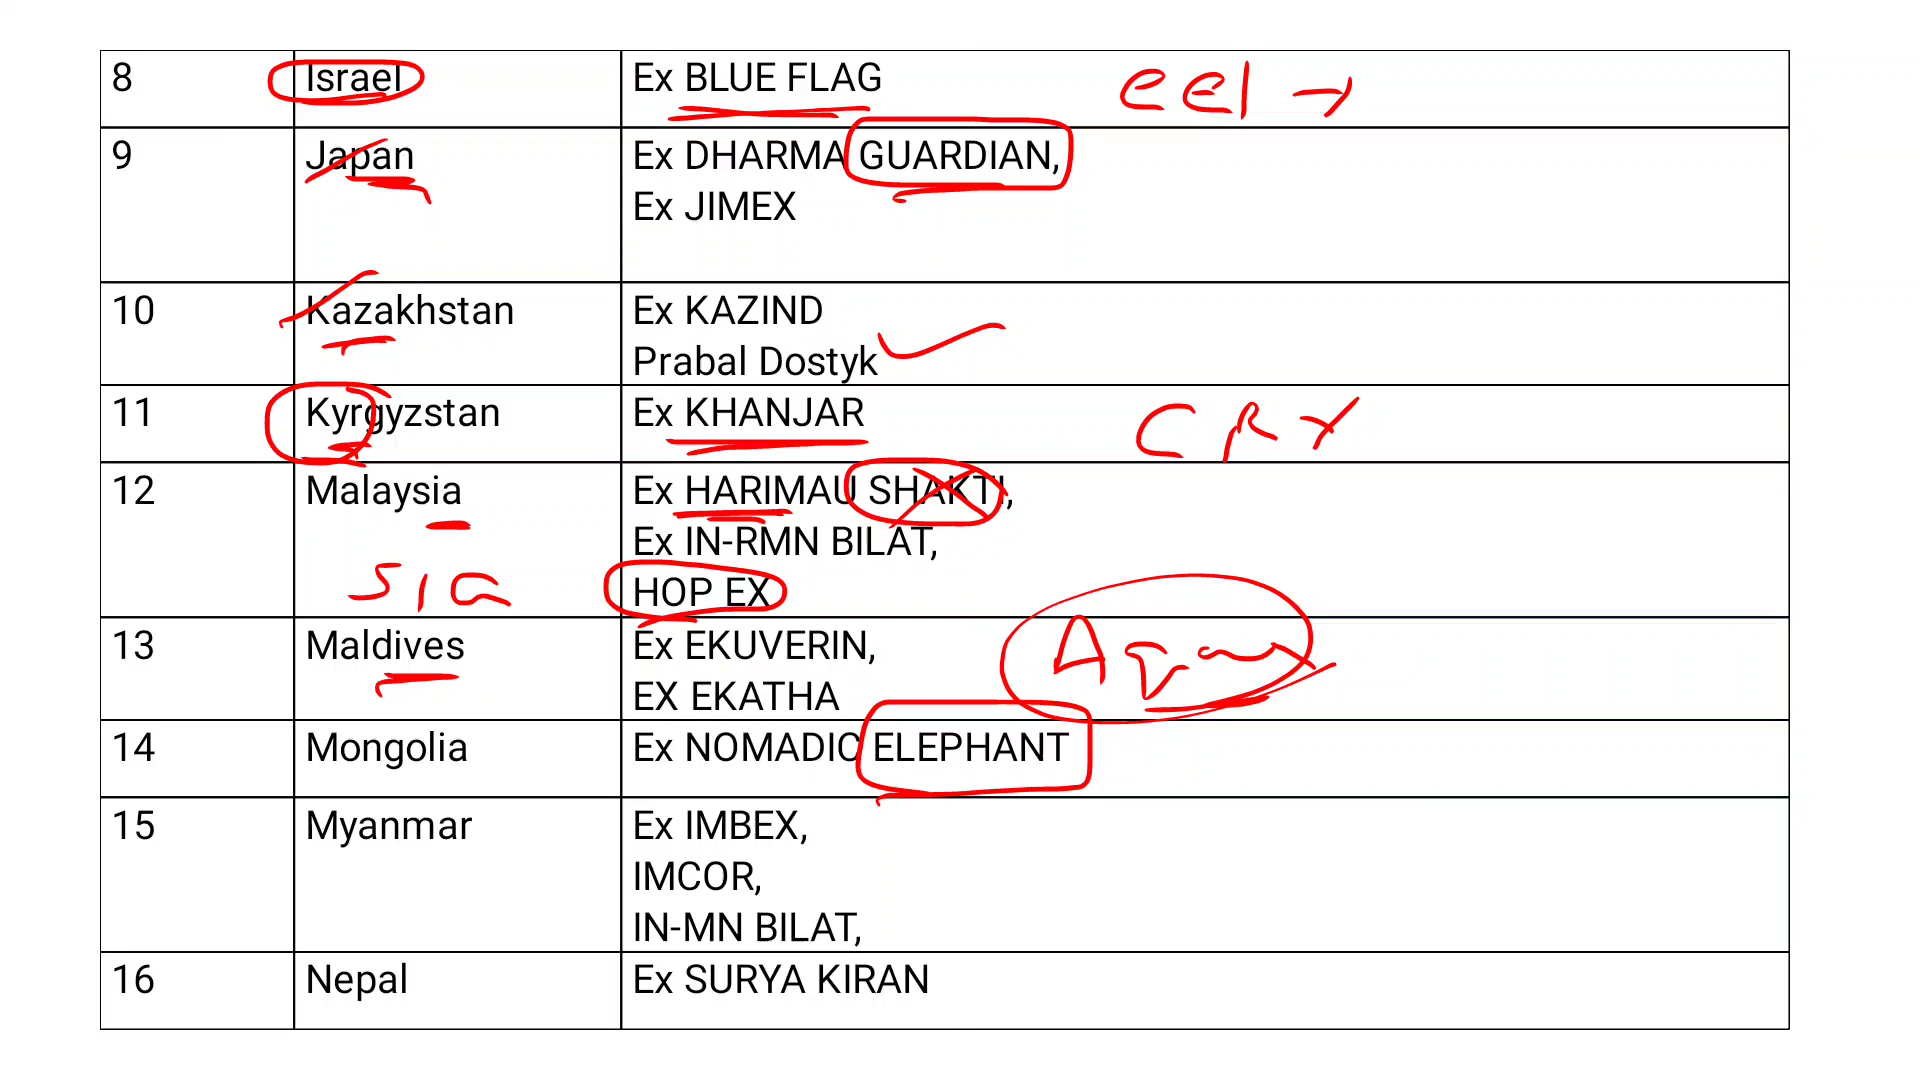 8 Israel Ex BLUE FLAG eel
9 Japan Ex DHARMA GUARDIAN,
Ex JIMEX
10 Kazakhstan Ex KAZIND
Prabal Dostyk
11 Kyrgyzstan Ex KHANJAR
12 Malaysia Ex HARIMAU SHAKTI,
Ex IN-RMN BILAT,
sia HOP EX
13 Maldives Ex EKUVERIN,
EX EKATHA
14 Mongolia Ex NOMADIC ELEPHANT
15 Myanmar Ex IMBEX,
IMCOR,
IN-MN BILAT,
16 Nepal Ex SURYA KIRAN